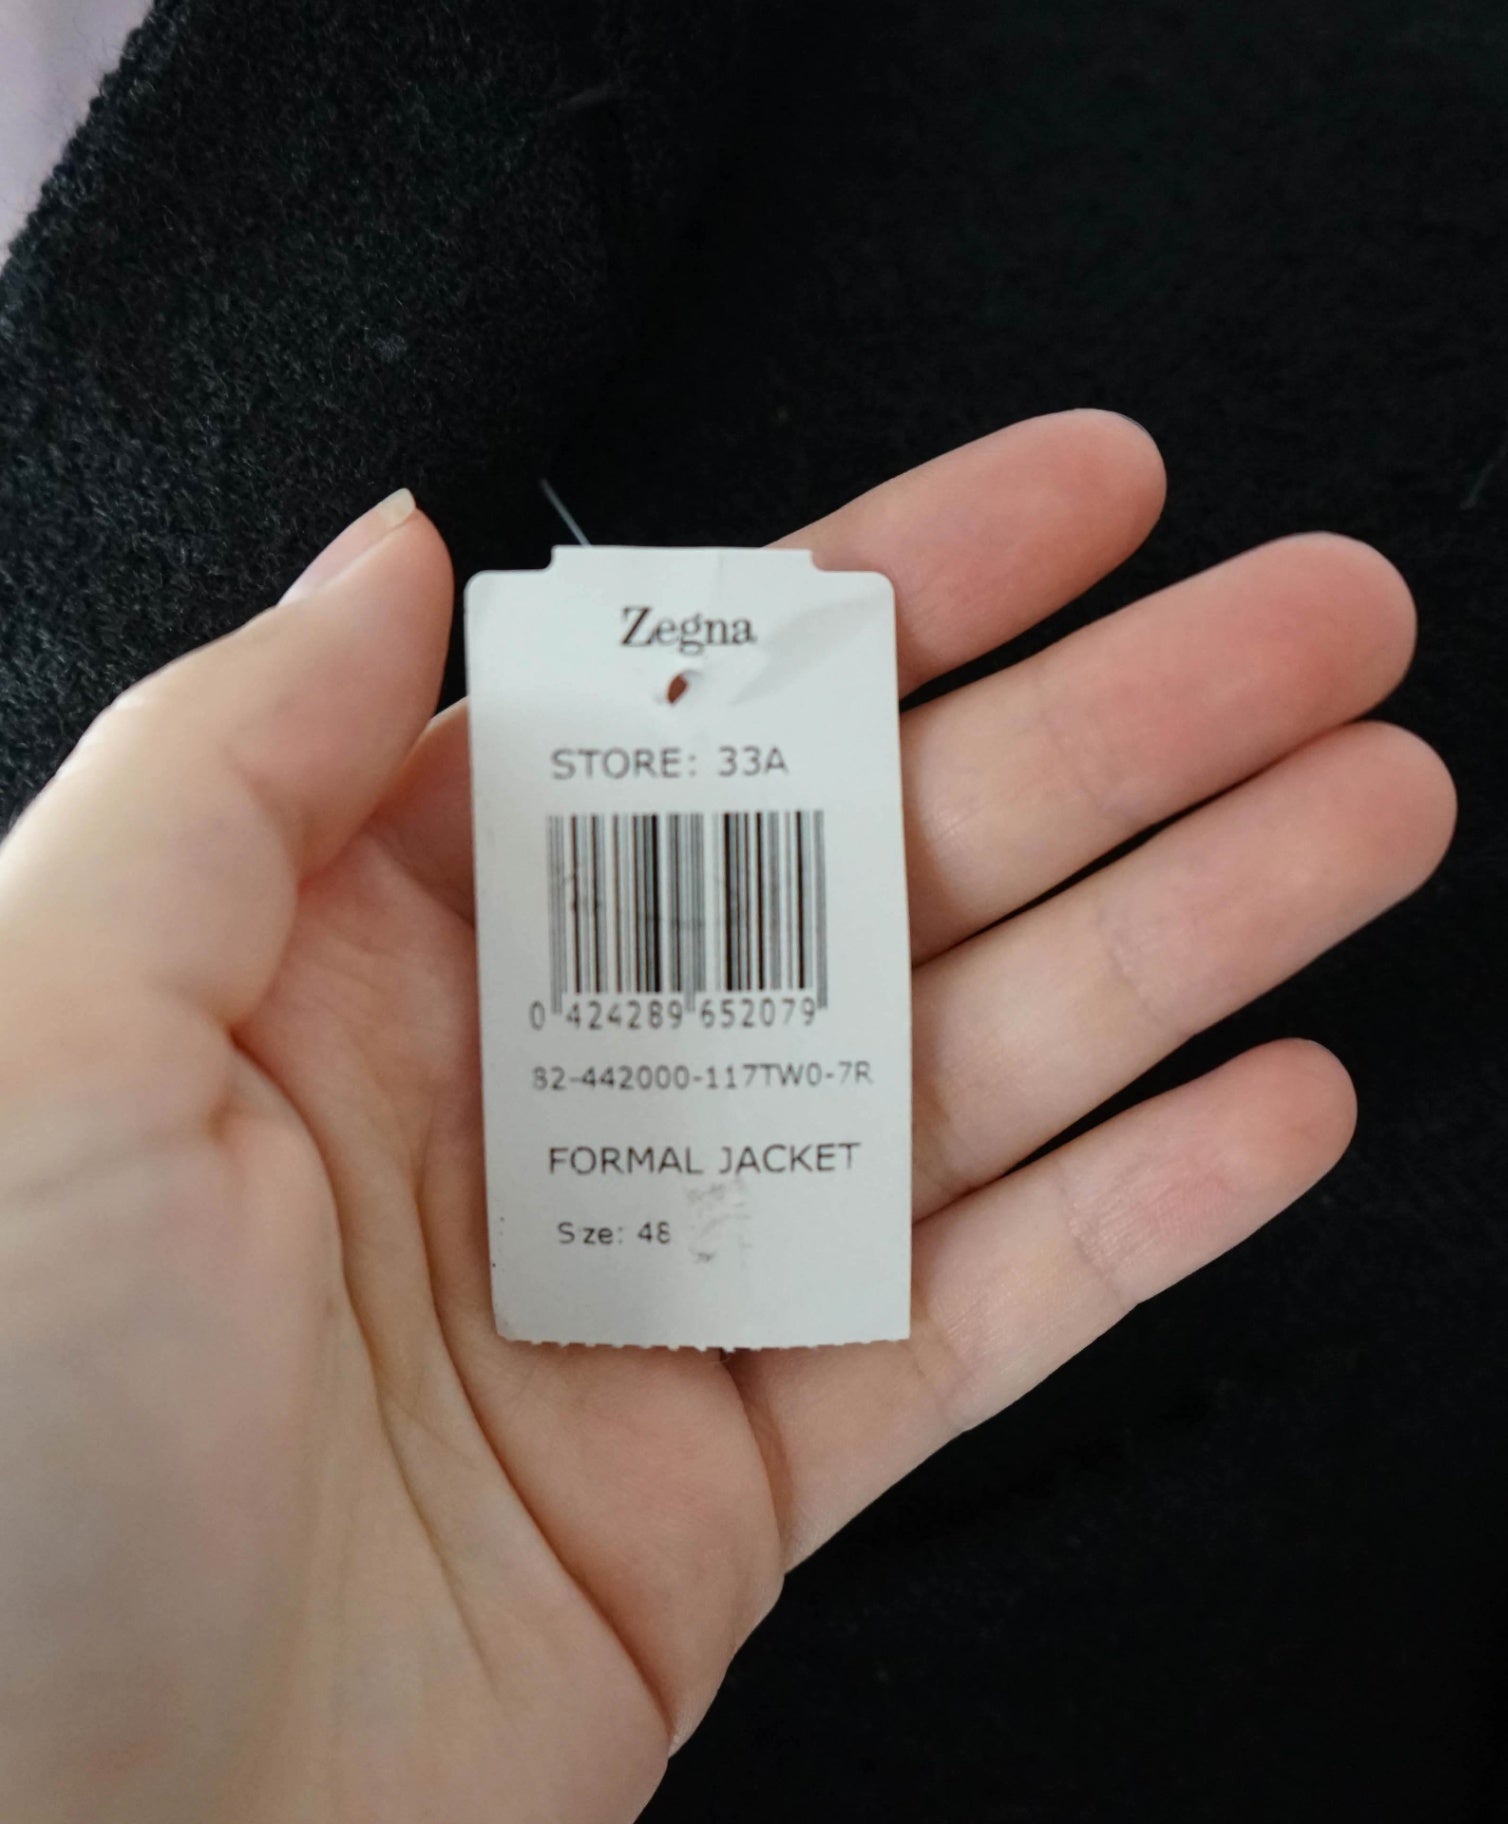 Zegna
STORE: 33A
0 424289 652079
82-442000-117TW0-7R
FORMAL JACKET
Size: 48